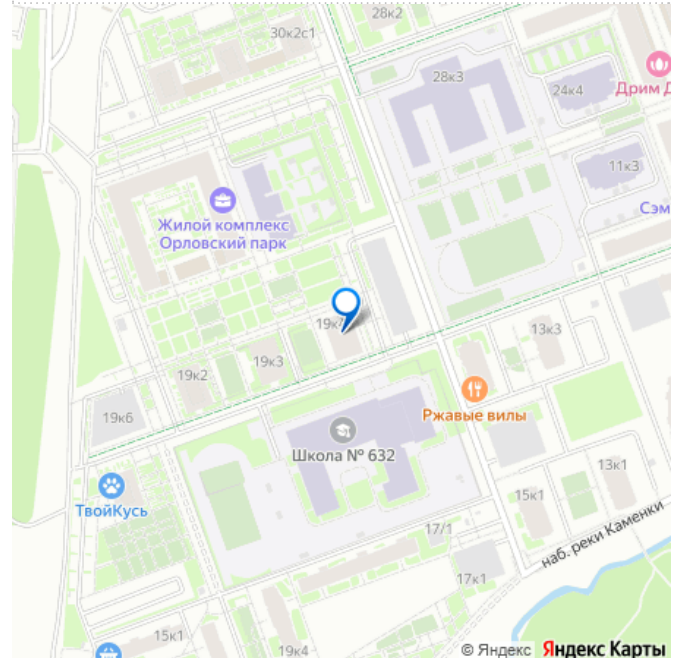 28к2
30к2с1
28к3
24к4
Дрим Д
11к3
Сэм
Жилой комплекс
Орловский парк
19к
13к3
19к3
19к2
Ржавые вилы
19к6
Школа № 632
13к1
ТвойКусь
15к1
наб. реки Каменки
17/1
17к1
15к1
19к4
© Яндекс Яндекс Карты